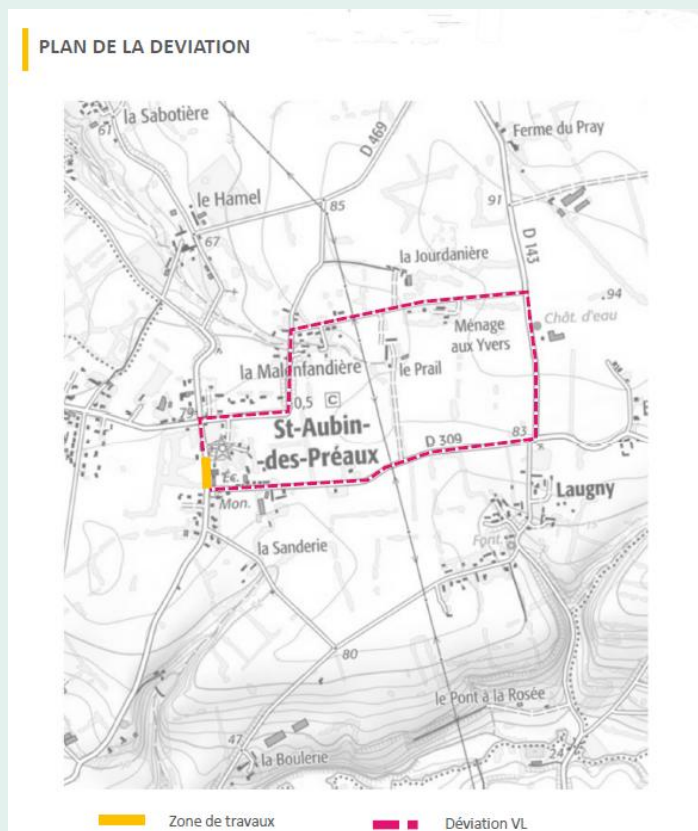 PLAN DE LA DEVIATION
la Sabotière
61
D 469
Ferme du Pray
le Hamel
85
91
67
D 143
la Jourdanière
94
Chât. d'eau
Ménage
aux Yvers
la Malenfandière
le Prail
0,5 C
79
St-Aubin-
-des-Préaux
D 309
83
Éc.
Mon.
Laugny
la Sanderie
Font.
80
le Pont à la Rosée
47
la Boulerie
24
Zone de travaux
Déviation VL